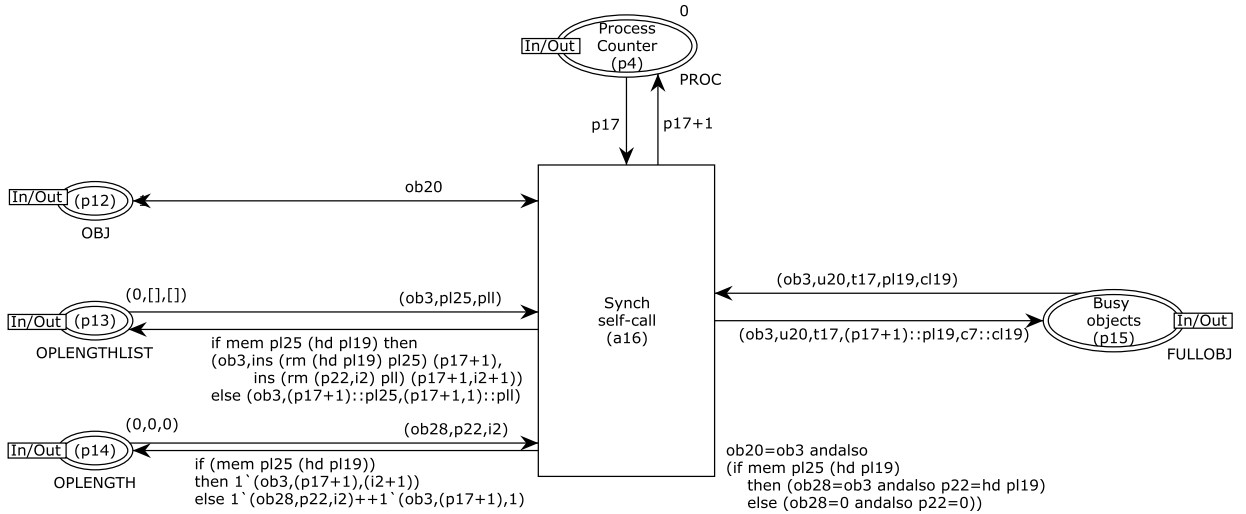 0
Process
Counter
(p4)
In/Out
PROC
p17
p17+1
In/Out
(p12)
OBJ
ob20
(0,[],[])
In/Out
(p13)
OPLENGTHLIST
(ob3,pl25,pll)
if mem pl25 (hd pl19) then
(ob3,ins (rm (hd pl19) pl25) (p17+1),
ins (rm (p22,i2) pll) (p17+1,i2+1))
else (ob3,(p17+1)::pl25,(p17+1,1)::pll)
Synch
self-call
(a16)
(ob3,u20,t17,pl19,cl19)
(ob3,u20,t17,(p17+1)::pl19,c7::cl19)
Busy
objects
(p15)
In/Out
FULLOBJ
(0,0,0)
In/Out
(p14)
OPLENGTH
(ob28,p22,i2)
if (mem pl25 (hd pl19))
then 1`(ob3,(p17+1),(i2+1))
else 1`(ob28,p22,i2)++1`(ob3,(p17+1),1)
ob20=ob3 andalso
(if mem pl25 (hd pl19)
then (ob28=ob3 andalso p22=hd pl19)
else (ob28=0 andalso p22=0))